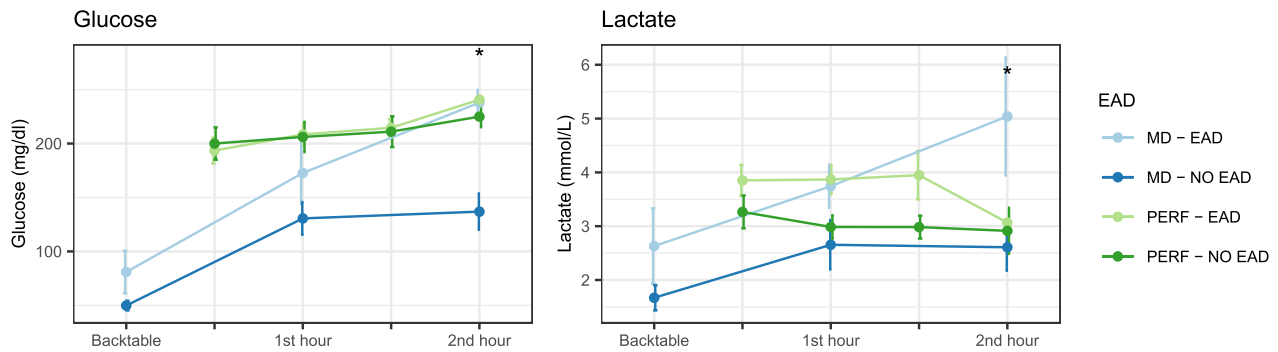 Glucose
*
Glucose (mg/dl)
200
100
Backtable
1st hour
2nd hour
Lactate
*
Lactate (mmol/L)
6
5
4
3
2
Backtable
1st hour
2nd hour
EAD
MD − EAD
MD − NO EAD
PERF − EAD
PERF − NO EAD